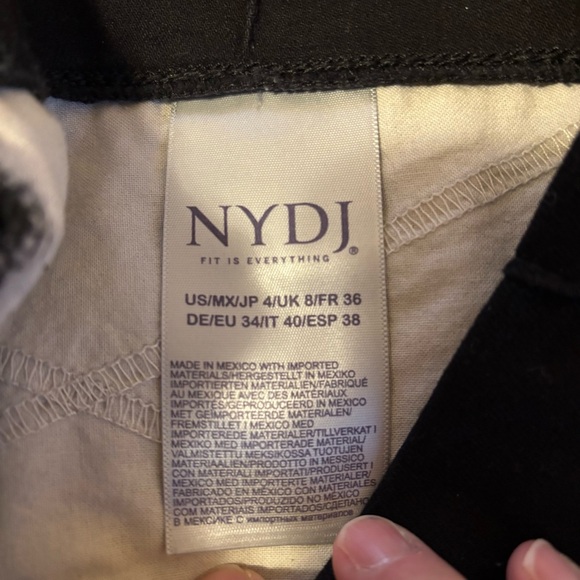 NYDJ®
FIT IS EVERYTHING
US/MX/JP 4/UK 8/FR 36
DE/EU 34/IT 40/ESP 38
MADE IN MEXICO WITH IMPORTED
MATERIALS/HERGESTELLT IN MEXIKO
IMPORTIERTEN MATERIALIEN/FABRIQUÉ
AU MEXIQUE AVEC DES MATÉRIAUX
IMPORTÉS/GEPRODUCEERD IN MEXICO
MET GEÏMPORTEERDE MATERIALEN/
FREMSTILLET I MEXICO MED
IMPORTEREDE MATERIALER/TILLVERKAT I
MEXIKO MED IMPORTERADE MATERIAL/
VALMISTETTU MEKSIKOSSA TUOTUJEN
MATERIAALIEN/PRODOTTO IN MESSICO
CON MATERIALI IMPORTATI/PRODUSERT I
MEXICO MED IMPORTERTE MATERIALER/
FABRICADO EN MÉXICO CON MATERIALES
IMPORTADOS/PRODUZIDO NO MÉXICO
COM MATERIAIS IMPORTADOS/СДЕЛАНО
В МЕКСИКЕ С импортных материалов